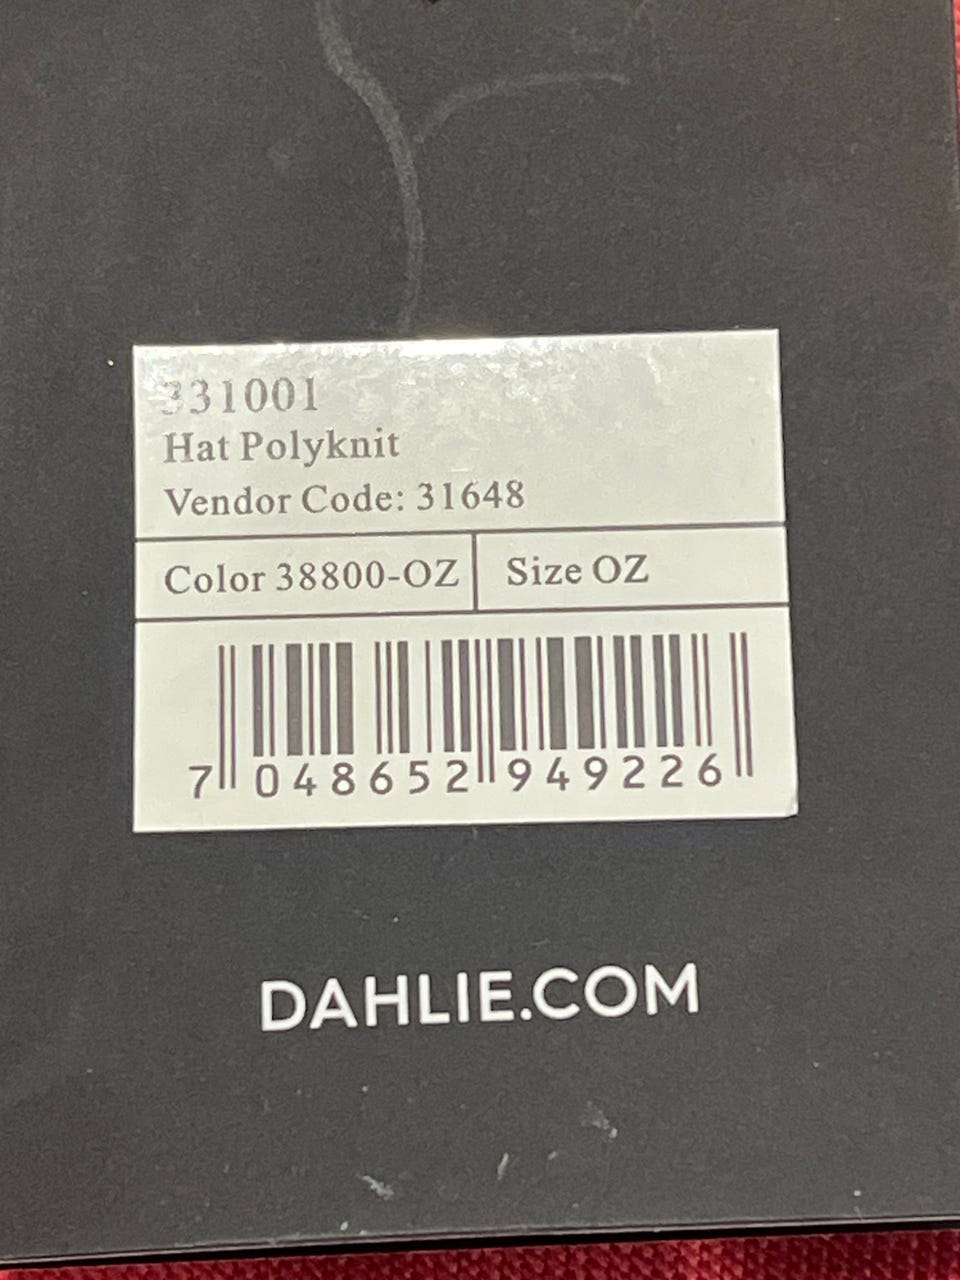 331001
Hat Polyknit
Vendor Code: 31648
Color 38800-OZ
Size OZ
7 048652 949226
DAHLIE.COM